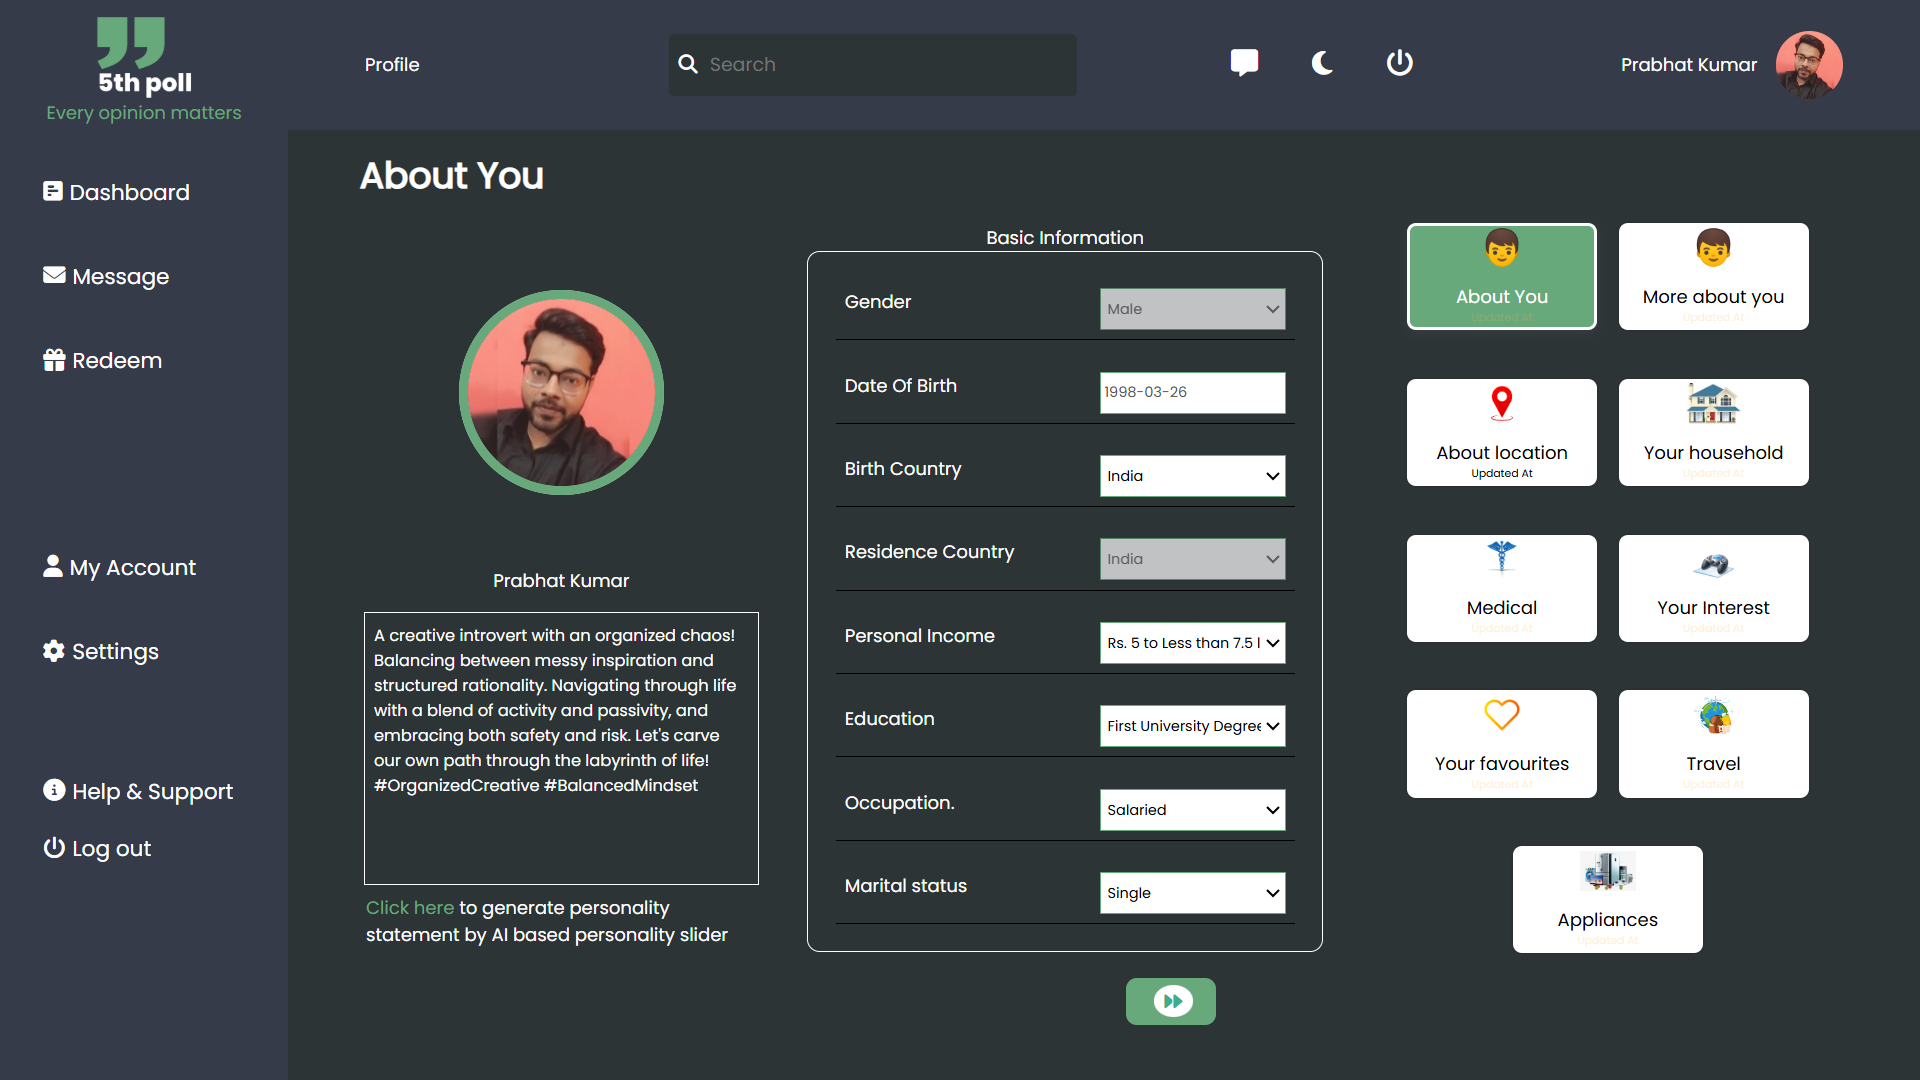 5th poll
Every opinion matters
Profile
Search
Prabhat Kumar
Dashboard
Message
Redeem
My Account
Settings
Help & Support
Log out
About You
Prabhat Kumar
A creative introvert with an organized chaos!
Balancing between messy inspiration and
structured rationality. Navigating through life
with a blend of activity and passivity, and
embracing both safety and risk. Let's carve
our own path through the labyrinth of life!
#OrganizedCreative #BalancedMindset
Click here to generate personality
statement by AI based personality slider
Basic Information
Gender
Male
Date Of Birth
1998-03-26
Birth Country
India
Residence Country
India
Personal Income
Rs. 5 to Less than 7.5 l
Education
First University Degree
Occupation.
Salaried
Marital status
Single
About You
Updated At
More about you
Updated At
About location
Updated At
Your household
Updated At
Medical
Updated At
Your Interest
Updated At
Your favourites
Updated At
Travel
Updated At
Appliances
Updated At